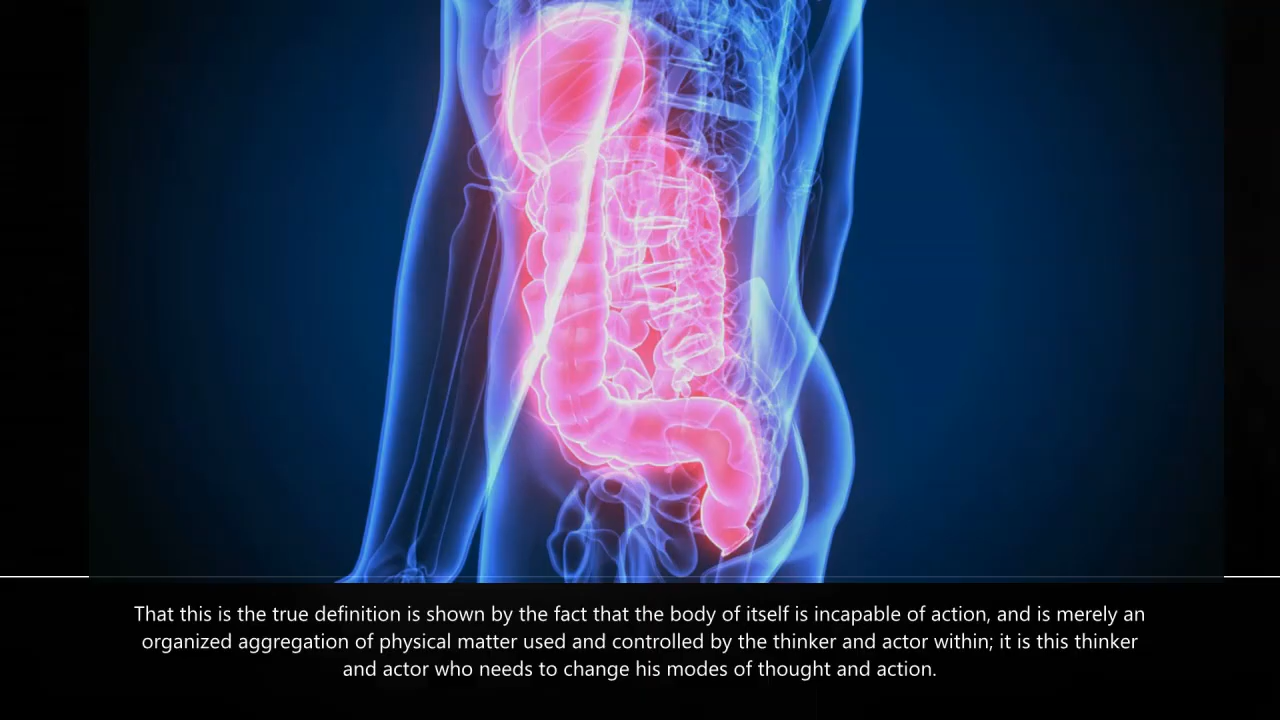 That this is the true definition is shown by the fact that the body of itself is incapable of action, and is merely an
organized aggregation of physical matter used and controlled by the thinker and actor within; it is this thinker
and actor who needs to change his modes of thought and action.